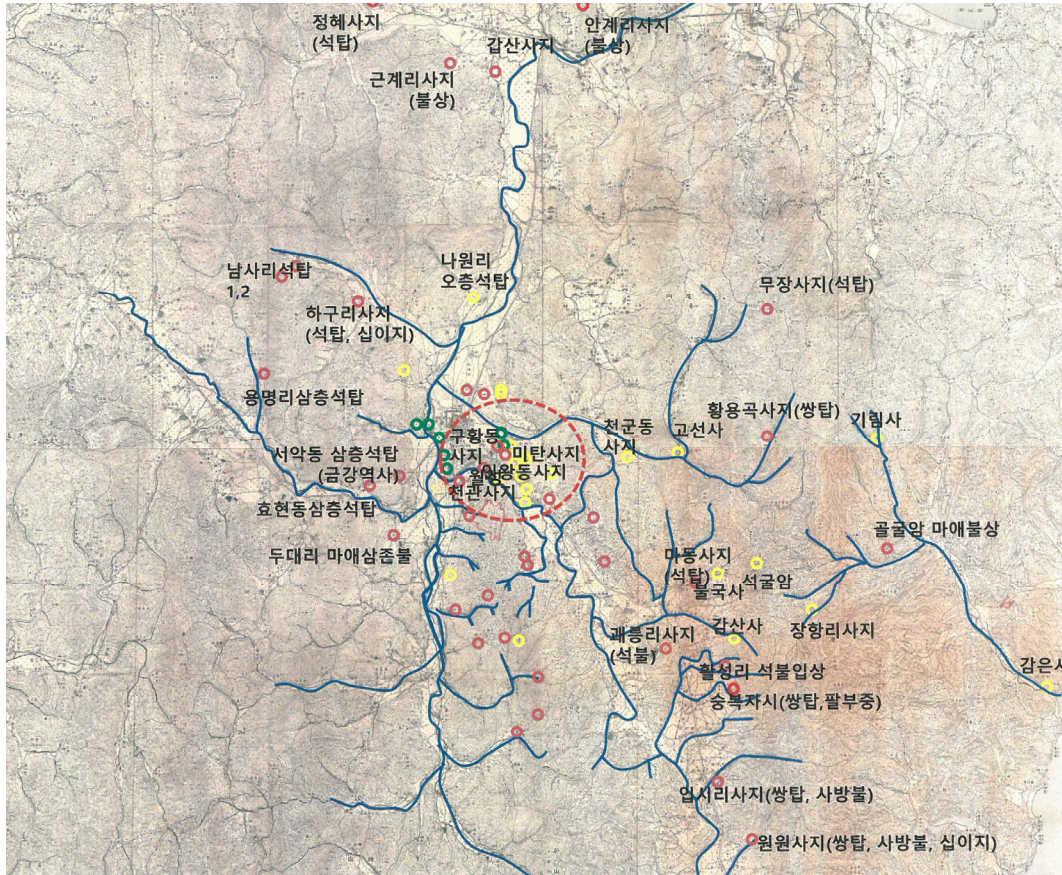 정혜사지
(석탑)
안계리사지
(불상)
갑산사지
근계리사지
(불상)
나원리
오층석탑
남사리석탑
1,2
하구리사지
(석탑, 십이지)
무장사지(석탑)
용명리삼층석탑
황용곡사지(쌍탑)
기림사
고선사
천군동
사지
구황동
사지
미탄사지
인왕동사지
천관사지
서악동 삼층석탑
(금강역사)
효현동삼층석탑
두대리 마애삼존불
골굴암 마애불상
마동사지
(석탑)
불국사
석굴암
장항리사지
감산사
괘릉리사지
(석불)
활성리 석불입상
숭복사지(쌍탑,팔부중)
감은사
입시리사지(쌍탑, 사방불)
원원사지(쌍탑, 사방불, 십이지)